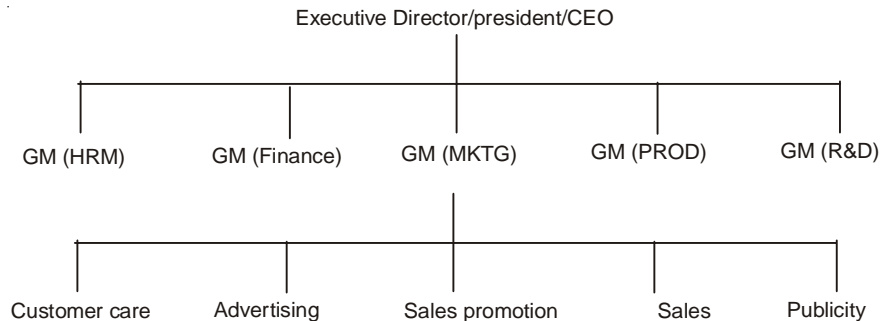 Executive Director/president/CEO
GM (HRM) GM (Finance) GM (MKTG) GM (PROD) GM (R&D)
Customer care Advertising Sales promotion Sales Publicity